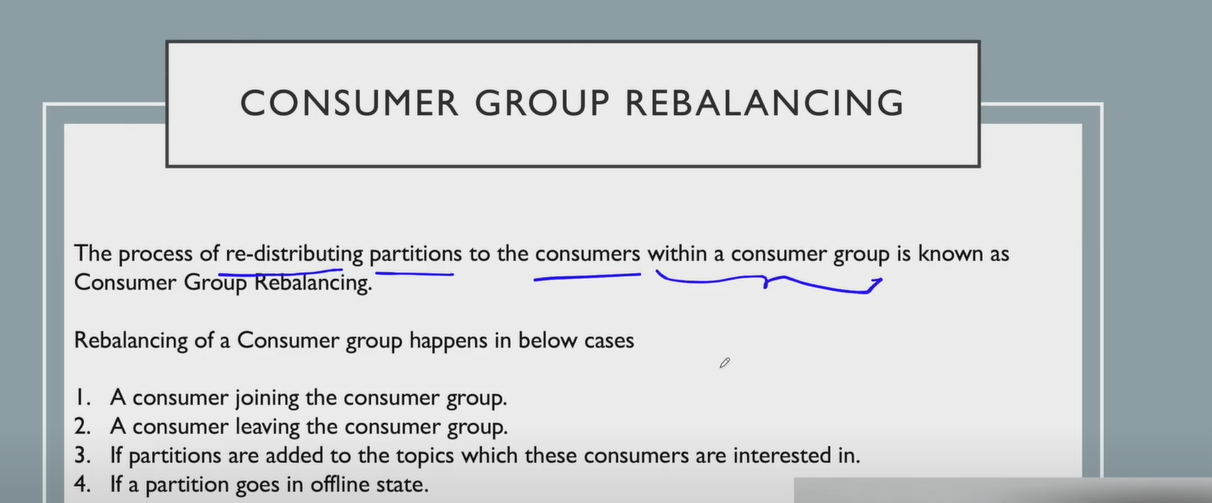 CONSUMER GROUP REBALANCING
The process of re-distributing partitions to the consumers within a consumer group is known as
Consumer Group Rebalancing.
Rebalancing of a Consumer group happens in below cases
1. A consumer joining the consumer group.
2. A consumer leaving the consumer group.
3. If partitions are added to the topics which these consumers are interested in.
4. If a partition goes in offline state.